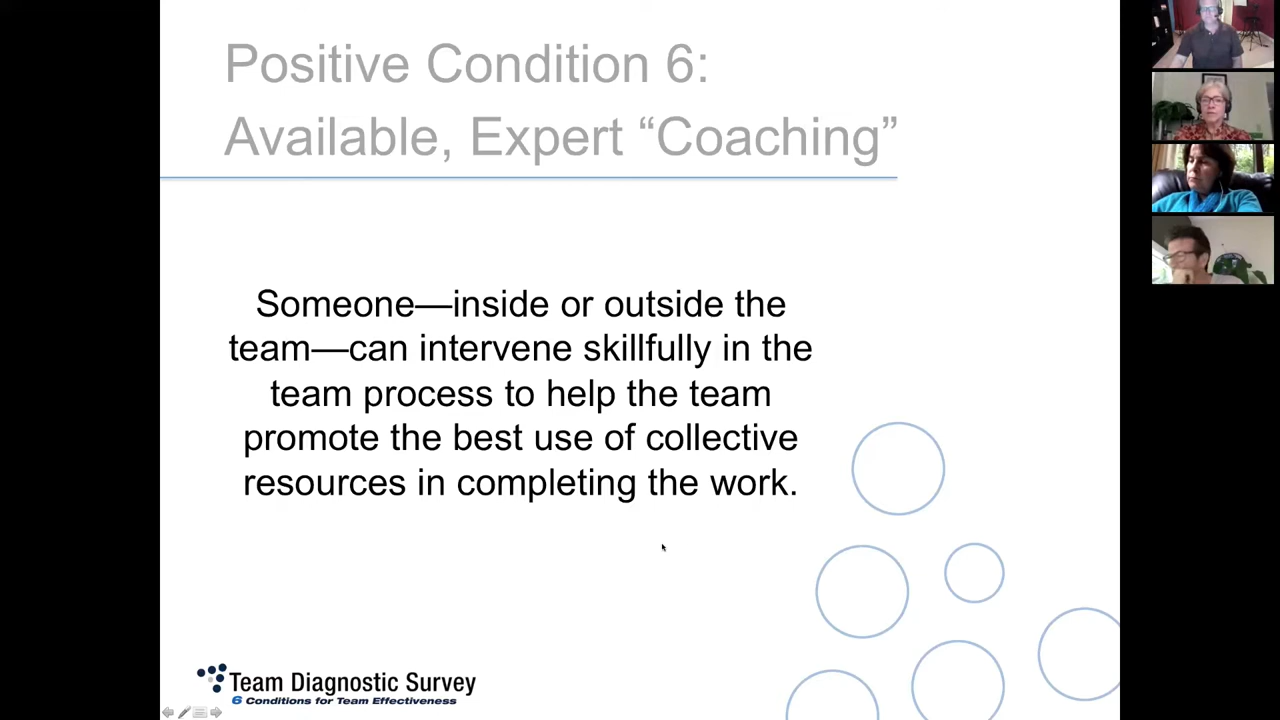 Positive Condition 6:
Available, Expert “Coaching”
Someone—inside or outside the
team—can intervene skillfully in the
team process to help the team
promote the best use of collective
resources in completing the work.
Team Diagnostic Survey
6 Conditions for Team Effectiveness